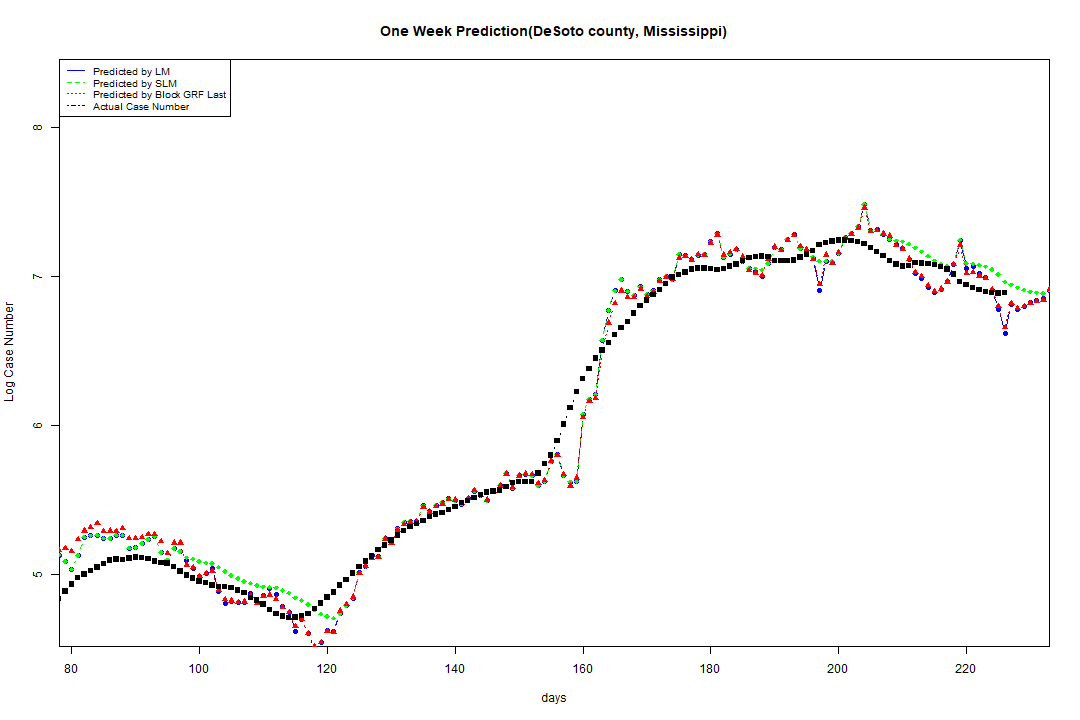 One Week Prediction(DeSoto county, Mississippi)
Predicted by LM
Predicted by SLM
Predicted by Block GRF Last
Actual Case Number
8
7
6
5
Log Case Number
80 100 120 140 160 180 200 220
days